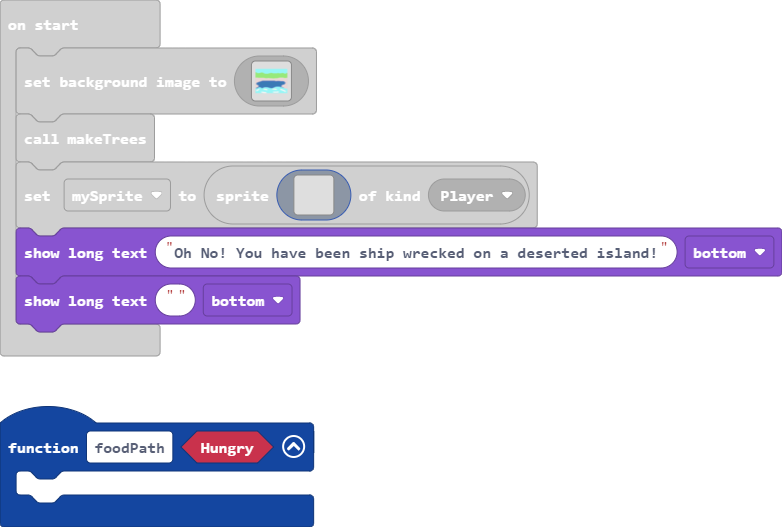 on start
set background image to
call makeTrees
set mySprite to sprite of kind Player
show long text "Oh No! You have been ship wrecked on a deserted island!" bottom
show long text " " bottom
function foodPath Hungry